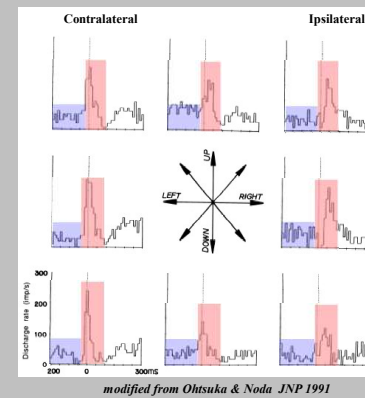 Contralateral Ipsilateral
UP
LEFT RIGHT
DOWN
300
200
100
0
Discharge rate (imp/s)
200 0 300ms
modified from Ohtsuka & Noda JNP 1991